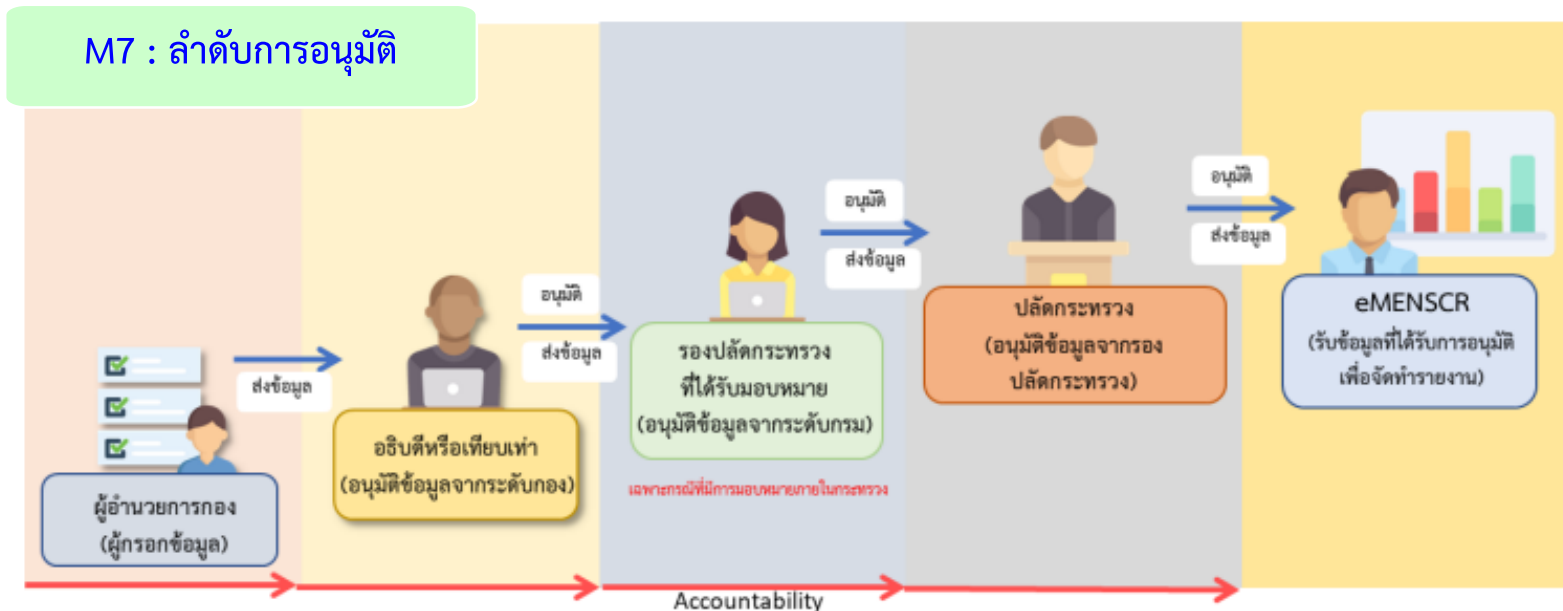 M7 : ลำดับการอนุมัติ
ส่งข้อมูล
อนุมัติ
ส่งข้อมูล
อนุมัติ
ส่งข้อมูล
อนุมัติ
ส่งข้อมูล
ผู้อำนวยการกอง
(ผู้กรอกข้อมูล)
อธิบดีหรือเทียบเท่า
(อนุมัติข้อมูลจากระดับกอง)
รองปลัดกระทรวง
ที่ได้รับมอบหมาย
(อนุมัติข้อมูลจากระดับกรม)
เฉพาะกรณีที่มีการมอบหมายภายในกระทรวง
ปลัดกระทรวง
(อนุมัติข้อมูลจากรอง
ปลัดกระทรวง)
eMENSCR
(รับข้อมูลที่ได้รับการอนุมัติ
เพื่อจัดทำรายงาน)
Accountability